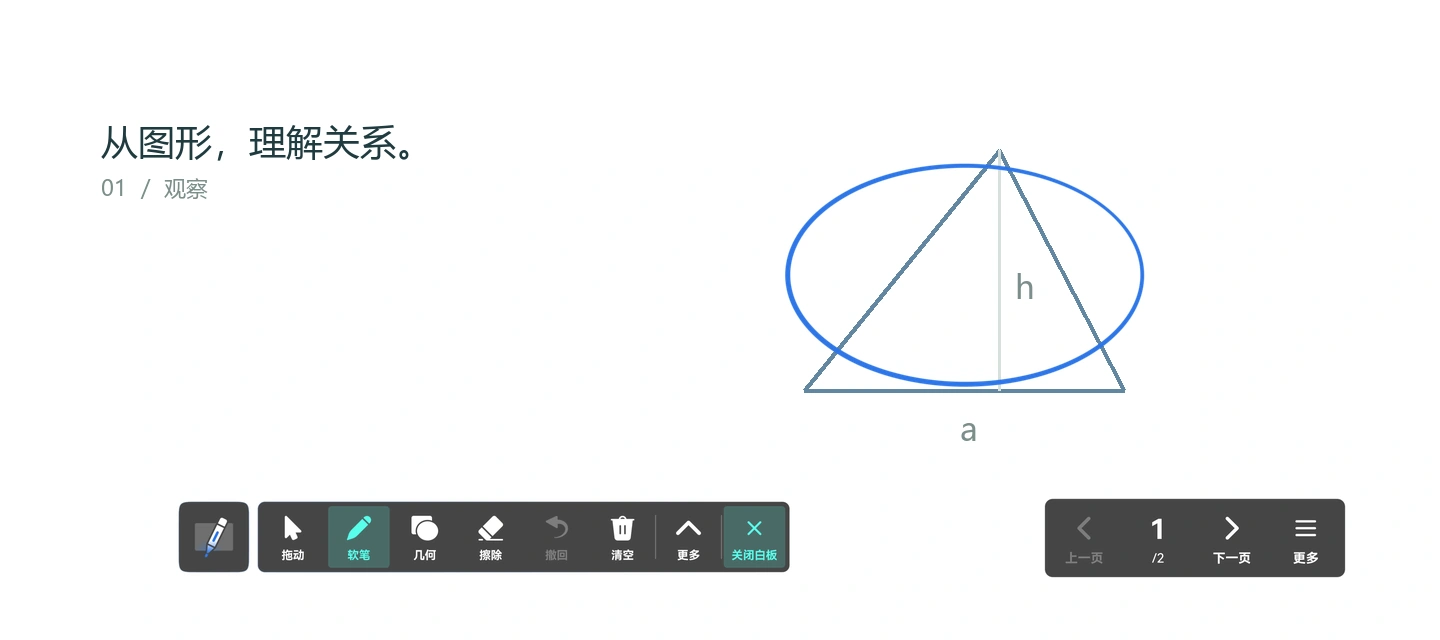 从图形，理解关系。
01 / 观察
h
a
拖动 软笔 几何 擦除 撤回 清空 更多 关闭白板
上一页 1 /2 下一页 更多